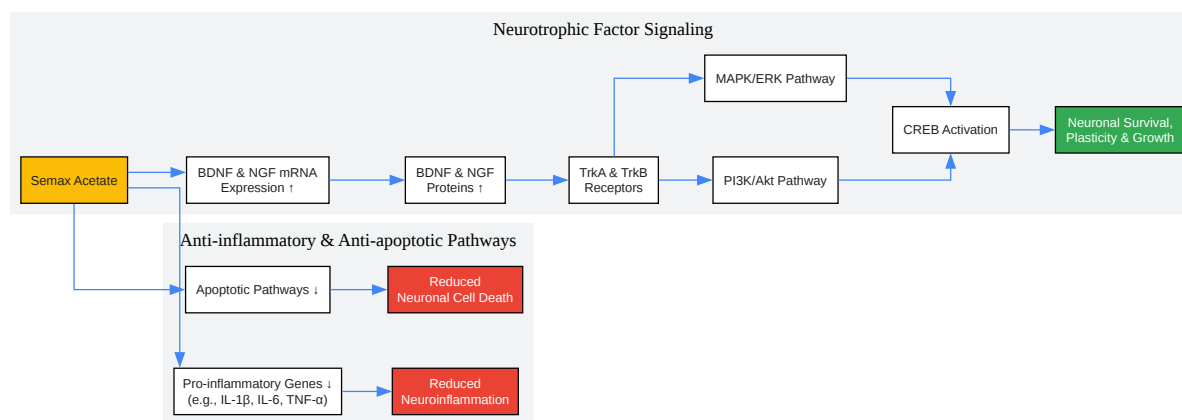 Neurotrophic Factor Signaling
MAPK/ERK Pathway
CREB Activation
Neuronal Survival,
Plasticity & Growth
Semax Acetate
BDNF & NGF mRNA
Expression ↑
BDNF & NGF
Proteins ↑
TrkA & TrkB
Receptors
PI3K/Akt Pathway
Anti-inflammatory & Anti-apoptotic Pathways
Apoptotic Pathways ↓
Reduced
Neuronal Cell Death
Pro-inflammatory Genes ↓
(e.g., IL-1β, IL-6, TNF-α)
Reduced
Neuroinflammation